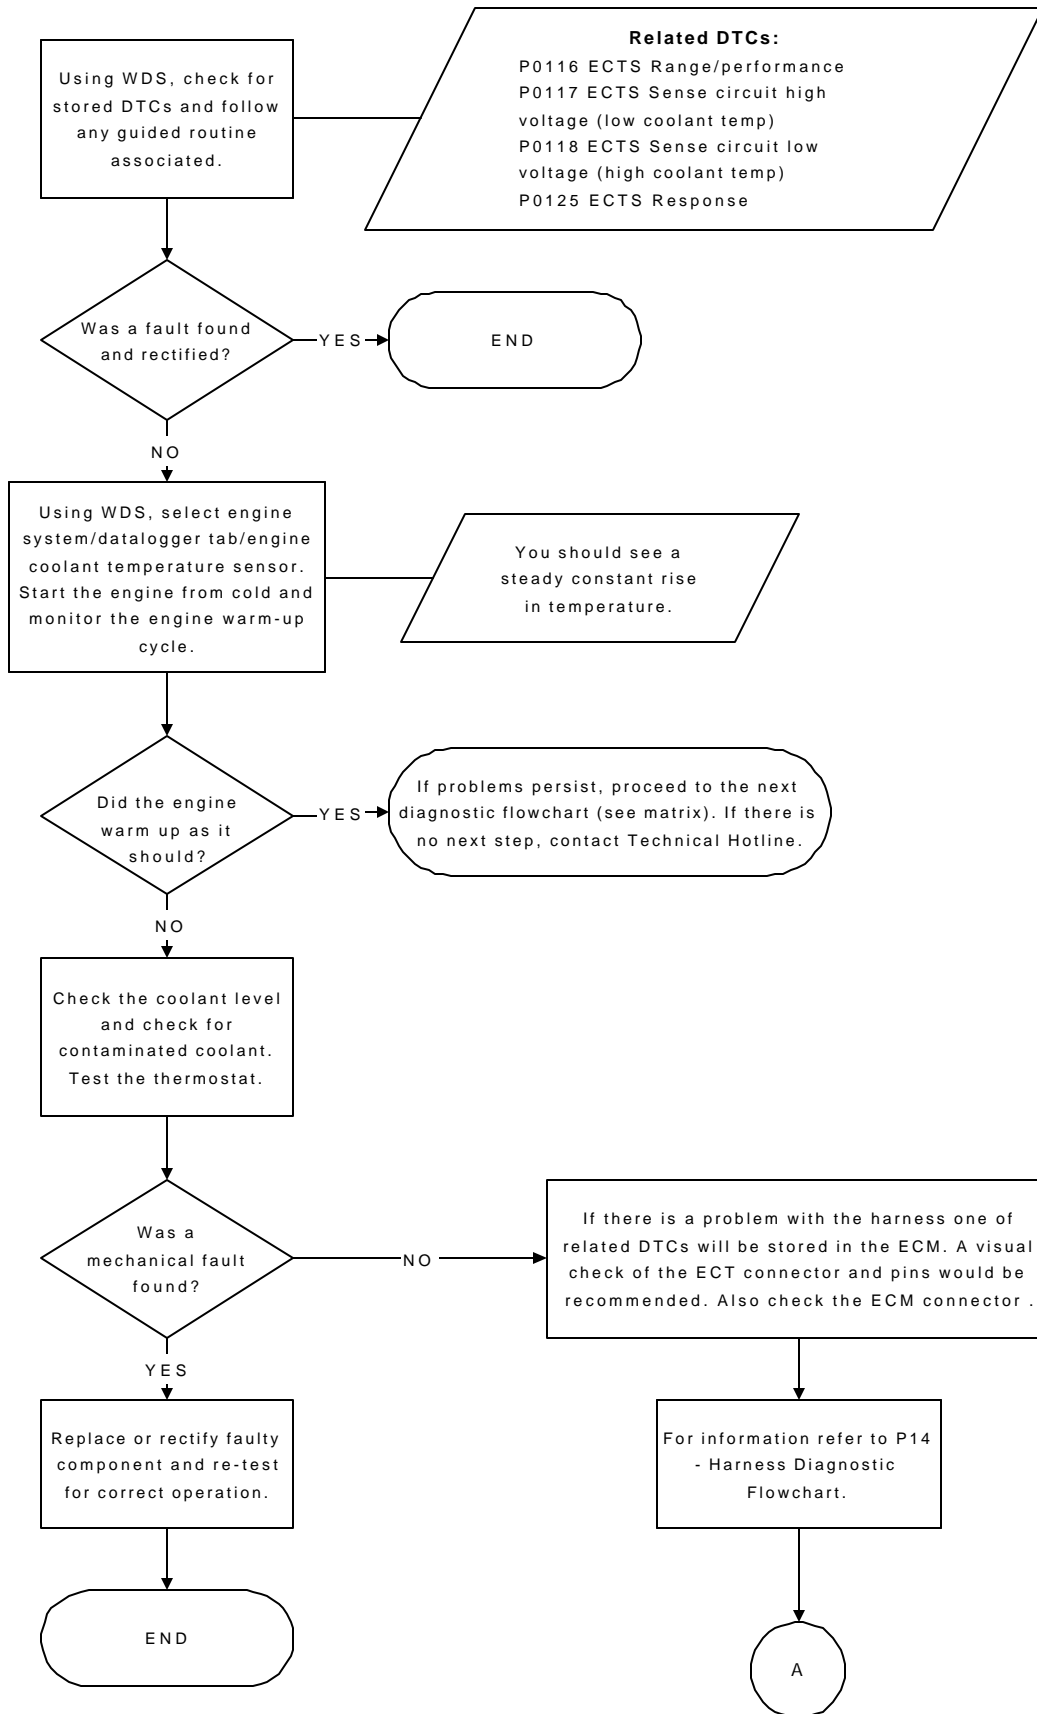 Using WDS, check for
stored DTCs and follow
any guided routine
associated.
Related DTCs:
P0116 ECTS Range/performance
P0117 ECTS Sense circuit high
voltage (low coolant temp)
P0118 ECTS Sense circuit low
voltage (high coolant temp)
P0125 ECTS Response
Was a fault found
and rectified?
YES
END
NO
Using WDS, select engine
system/datalogger tab/engine
coolant temperature sensor.
Start the engine from cold and
monitor the engine warm-up
cycle.
You should see a
steady constant rise
in temperature.
Did the engine
warm up as it
should?
YES
If problems persist, proceed to the next
diagnostic flowchart (see matrix). If there is
no next step, contact Technical Hotline.
NO
Check the coolant level
and check for
contaminated coolant.
Test the thermostat.
Was a
mechanical fault
found?
NO
If there is a problem with the harness one of
related DTCs will be stored in the ECM. A visual
check of the ECT connector and pins would be
recommended. Also check the ECM connector .
YES
Replace or rectify faulty
component and re-test
for correct operation.
For information refer to P14
- Harness Diagnostic
Flowchart.
END
A